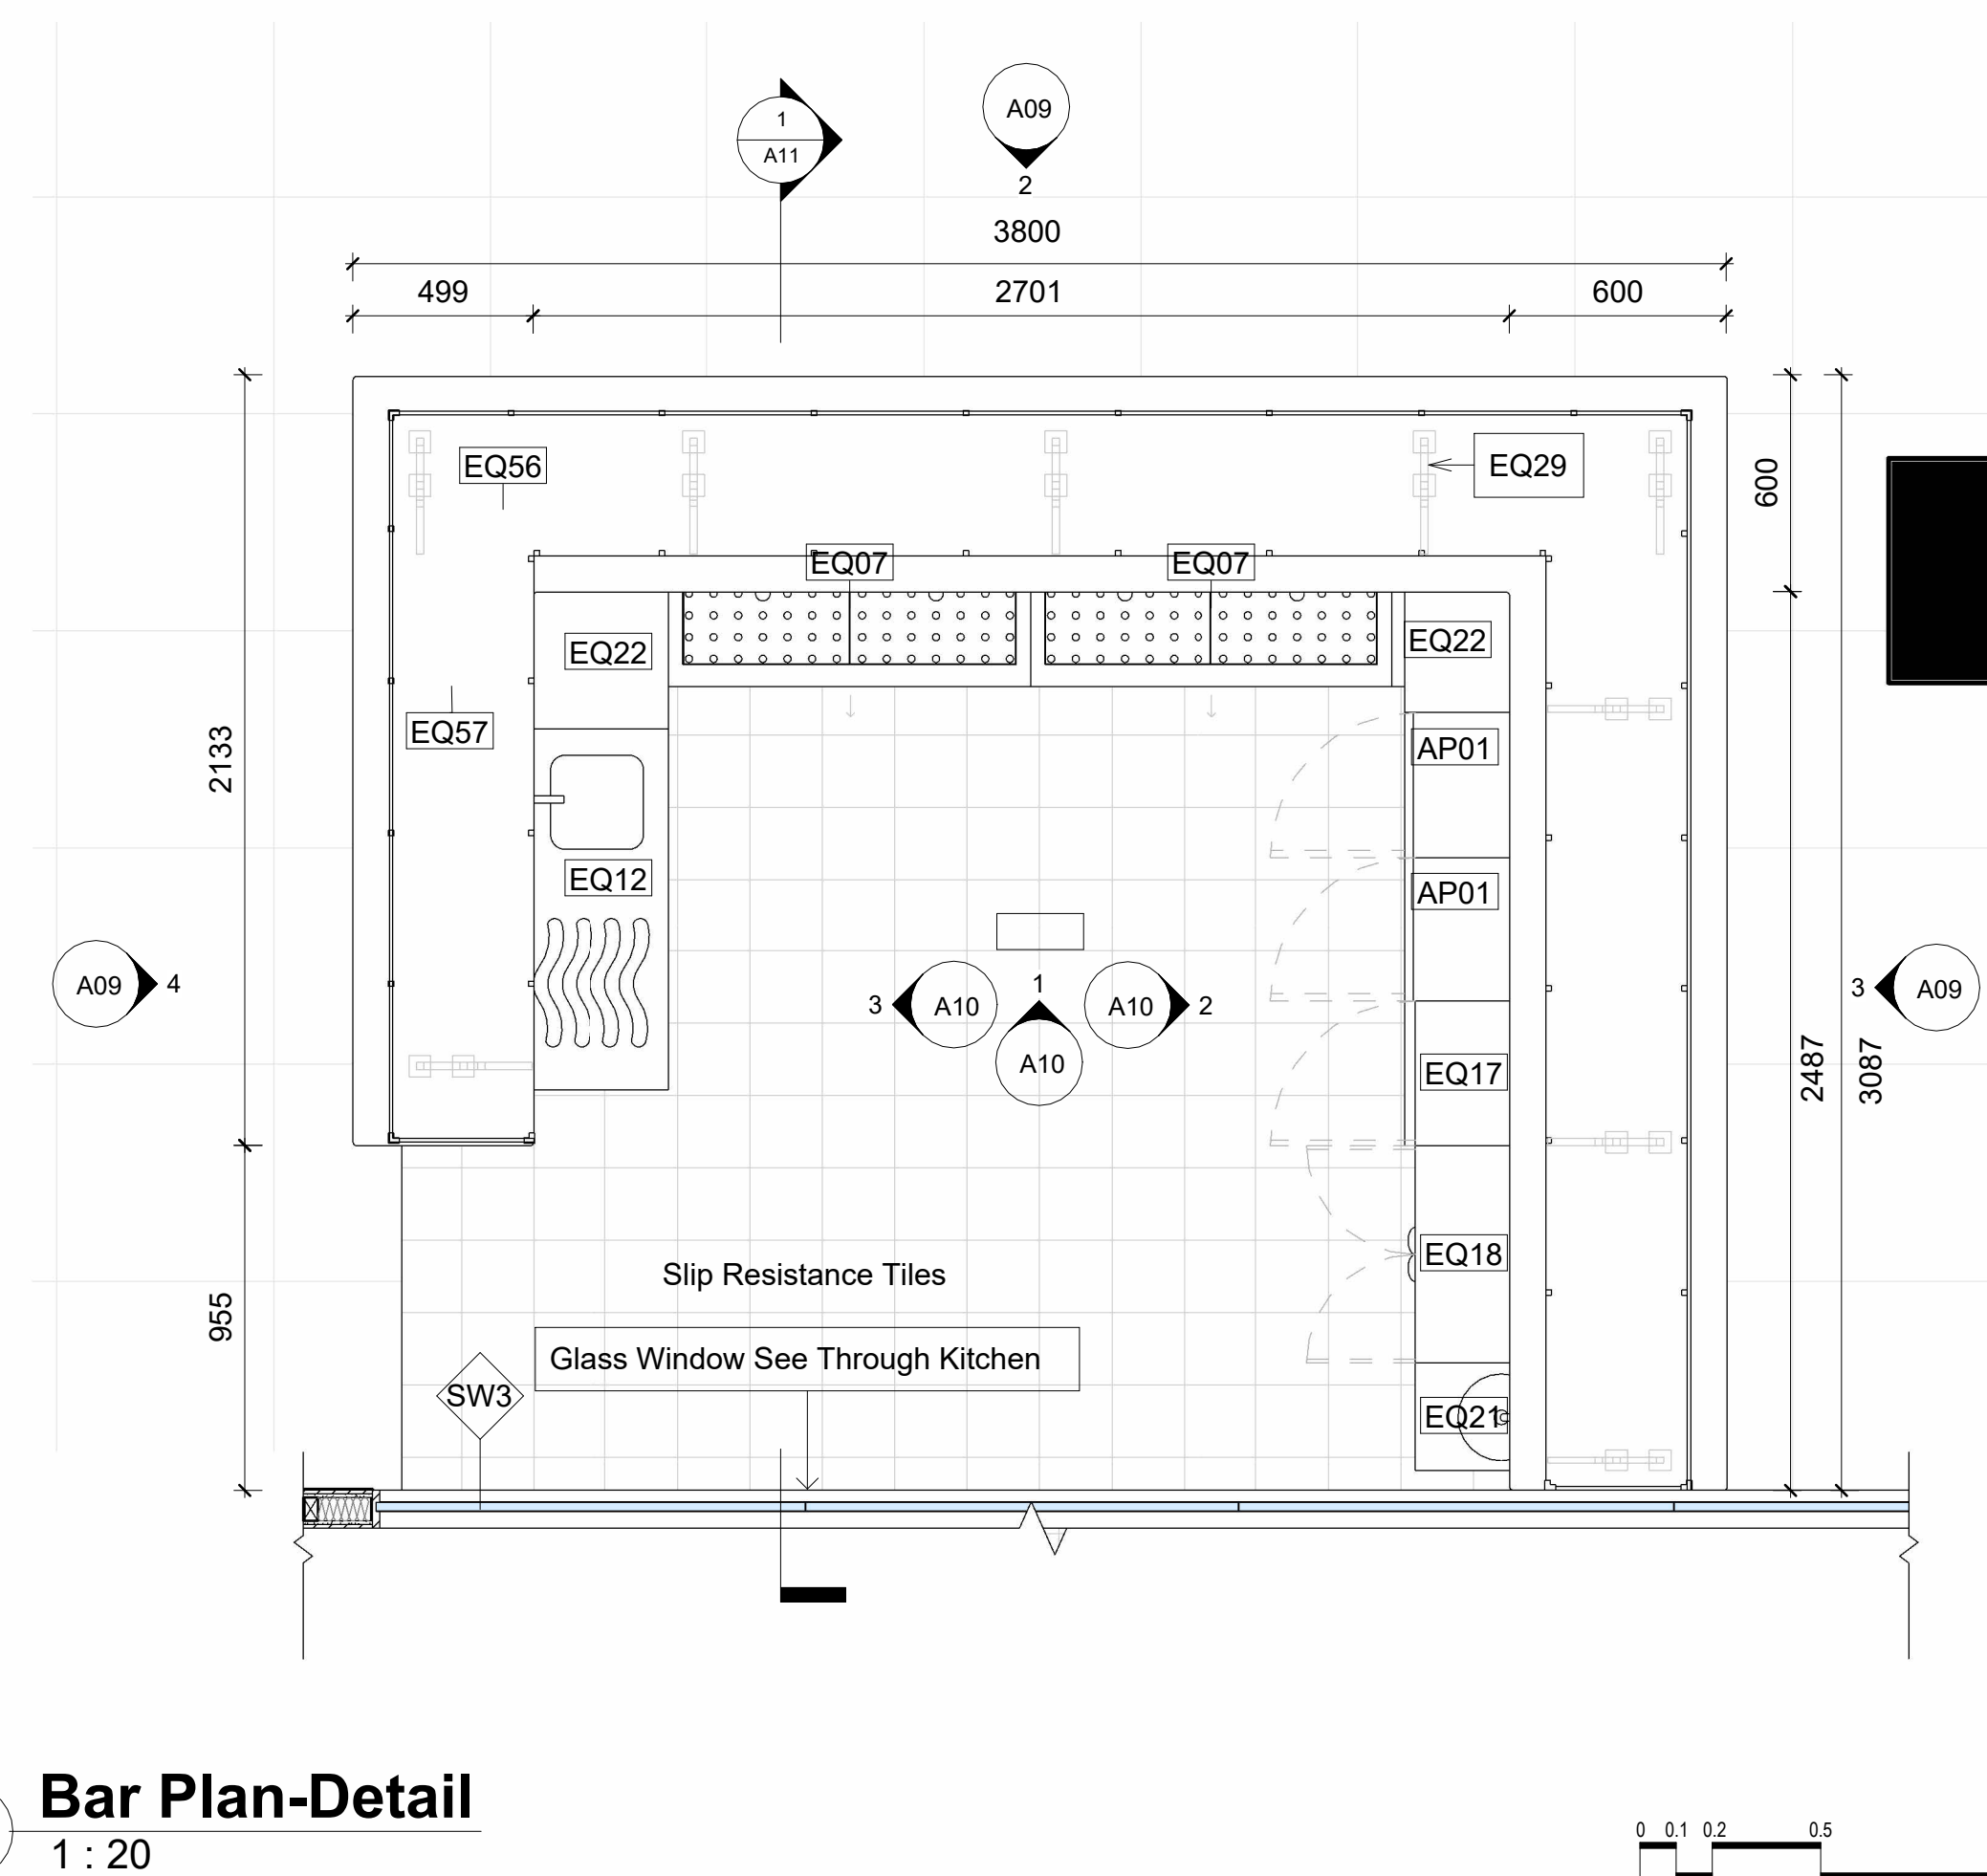 1
A11
A09
2
3800
499
2701
600
EQ56
EQ29
600
EQ07
EQ07
EQ22
EQ22
EQ57
AP01
2133
EQ12
AP01
A09
4
3
A10
1
A10
2
A10
3
A09
EQ17
2487
3087
EQ18
Slip Resistance Tiles
955
Glass Window See Through Kitchen
SW3
EQ21
Bar Plan-Detail
1 : 20
0 0.1 0.2 0.5